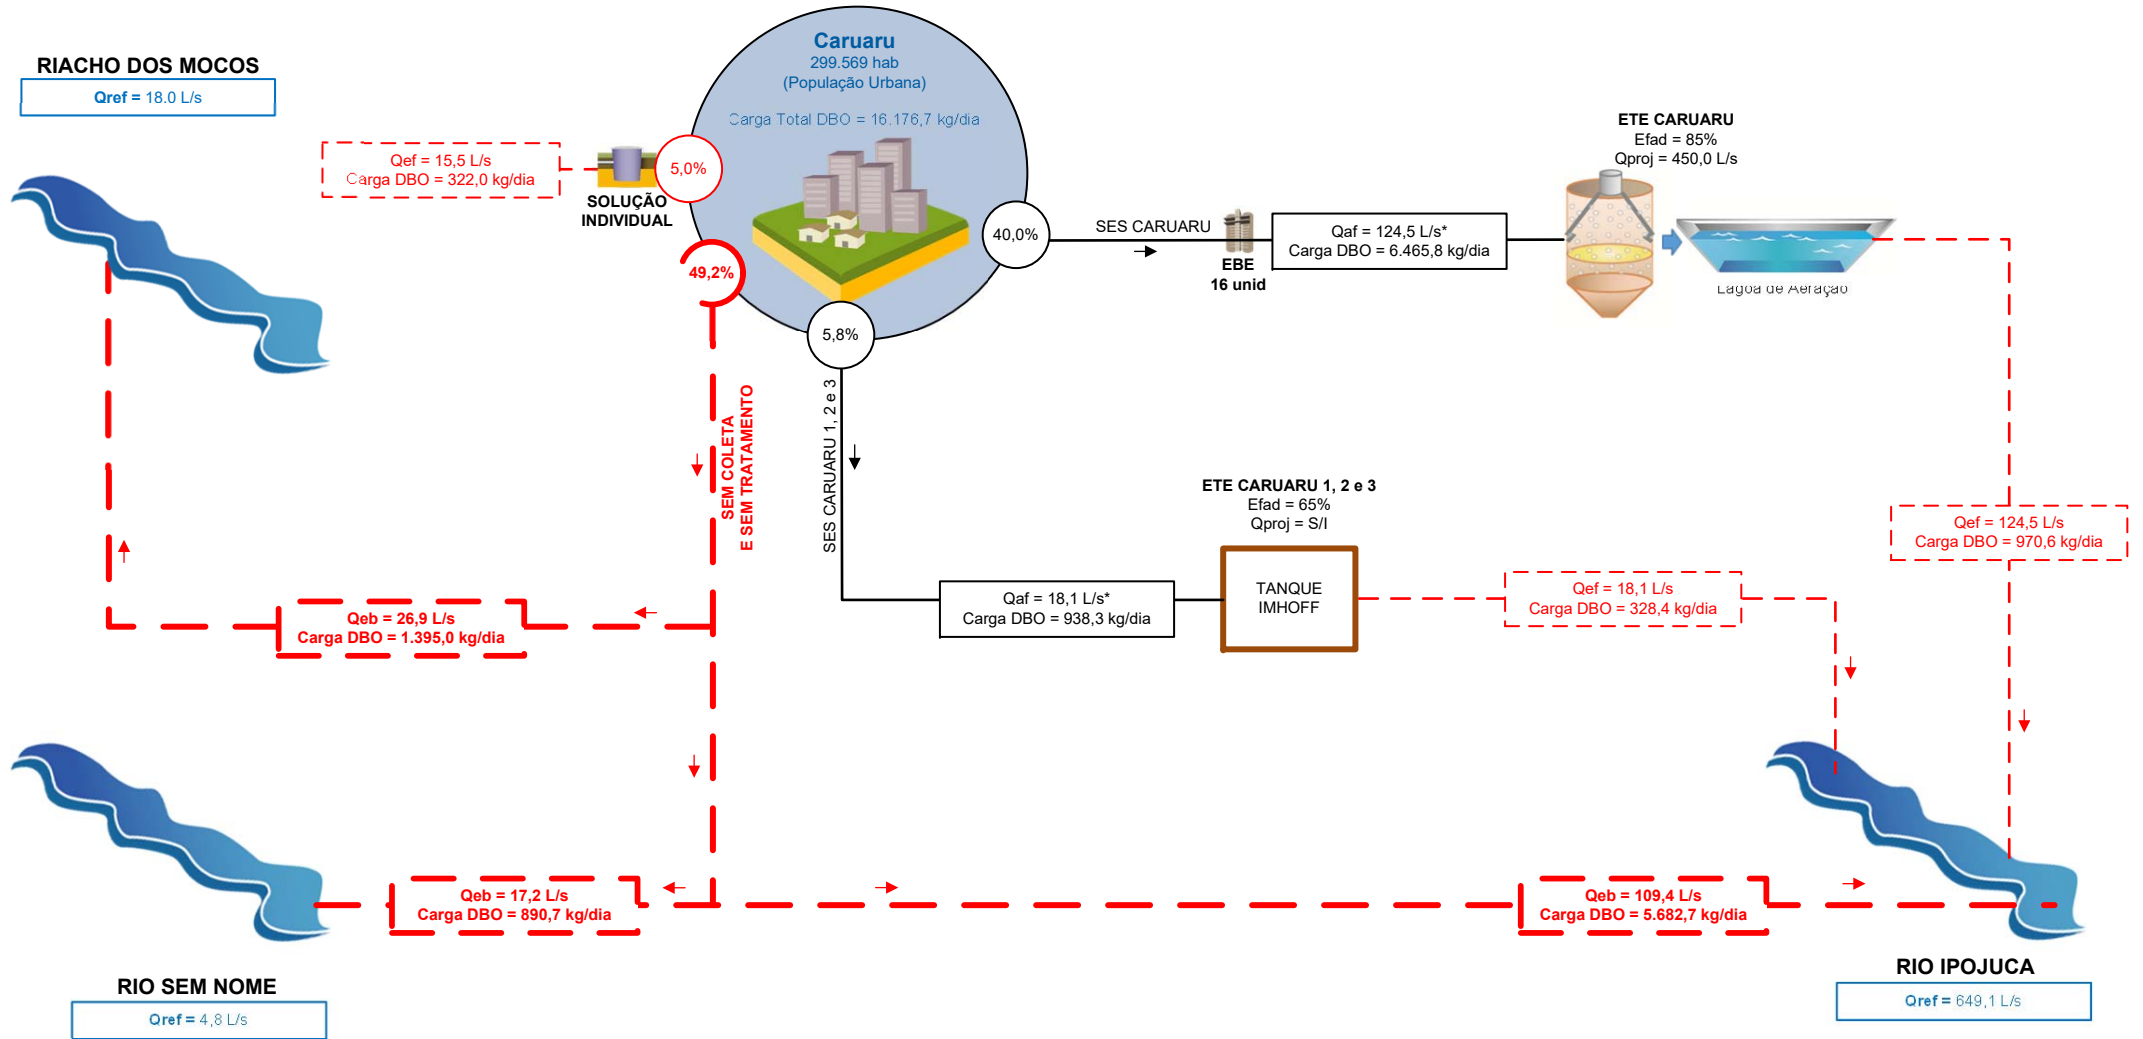 RIACHO DOS MOCOS
Qref = 18.0 L/s
Caruaru
299.569 hab
(População Urbana)
Carga Total DBO = 16.176,7 kg/dia
Qef = 15,5 L/s
Carga DBO = 322,0 kg/dia
SOLUÇÃO
INDIVIDUAL
5,0%
49,2%
5,8%
40,0%
SES CARUARU
EBE
16 unid
Qaf = 124,5 L/s*
Carga DBO = 6.465,8 kg/dia
ETE CARUARU
Efad = 85%
Qproj = 450,0 L/s
Lagoa de Aeração
SEM COLETA
E SEM TRATAMENTO
SES CARUARU 1, 2 e 3
ETE CARUARU 1, 2 e 3
Efad = 65%
Qproj = S/I
TANQUE
IMHOFF
Qaf = 18,1 L/s*
Carga DBO = 938,3 kg/dia
Qef = 18,1 L/s
Carga DBO = 328,4 kg/dia
Qef = 124,5 L/s
Carga DBO = 970,6 kg/dia
Qeb = 26,9 L/s
Carga DBO = 1.395,0 kg/dia
Qeb = 17,2 L/s
Carga DBO = 890,7 kg/dia
Qeb = 109,4 L/s
Carga DBO = 5.682,7 kg/dia
RIO SEM NOME
Qref = 4,8 L/s
RIO IPOJUCA
Qref = 649,1 L/s